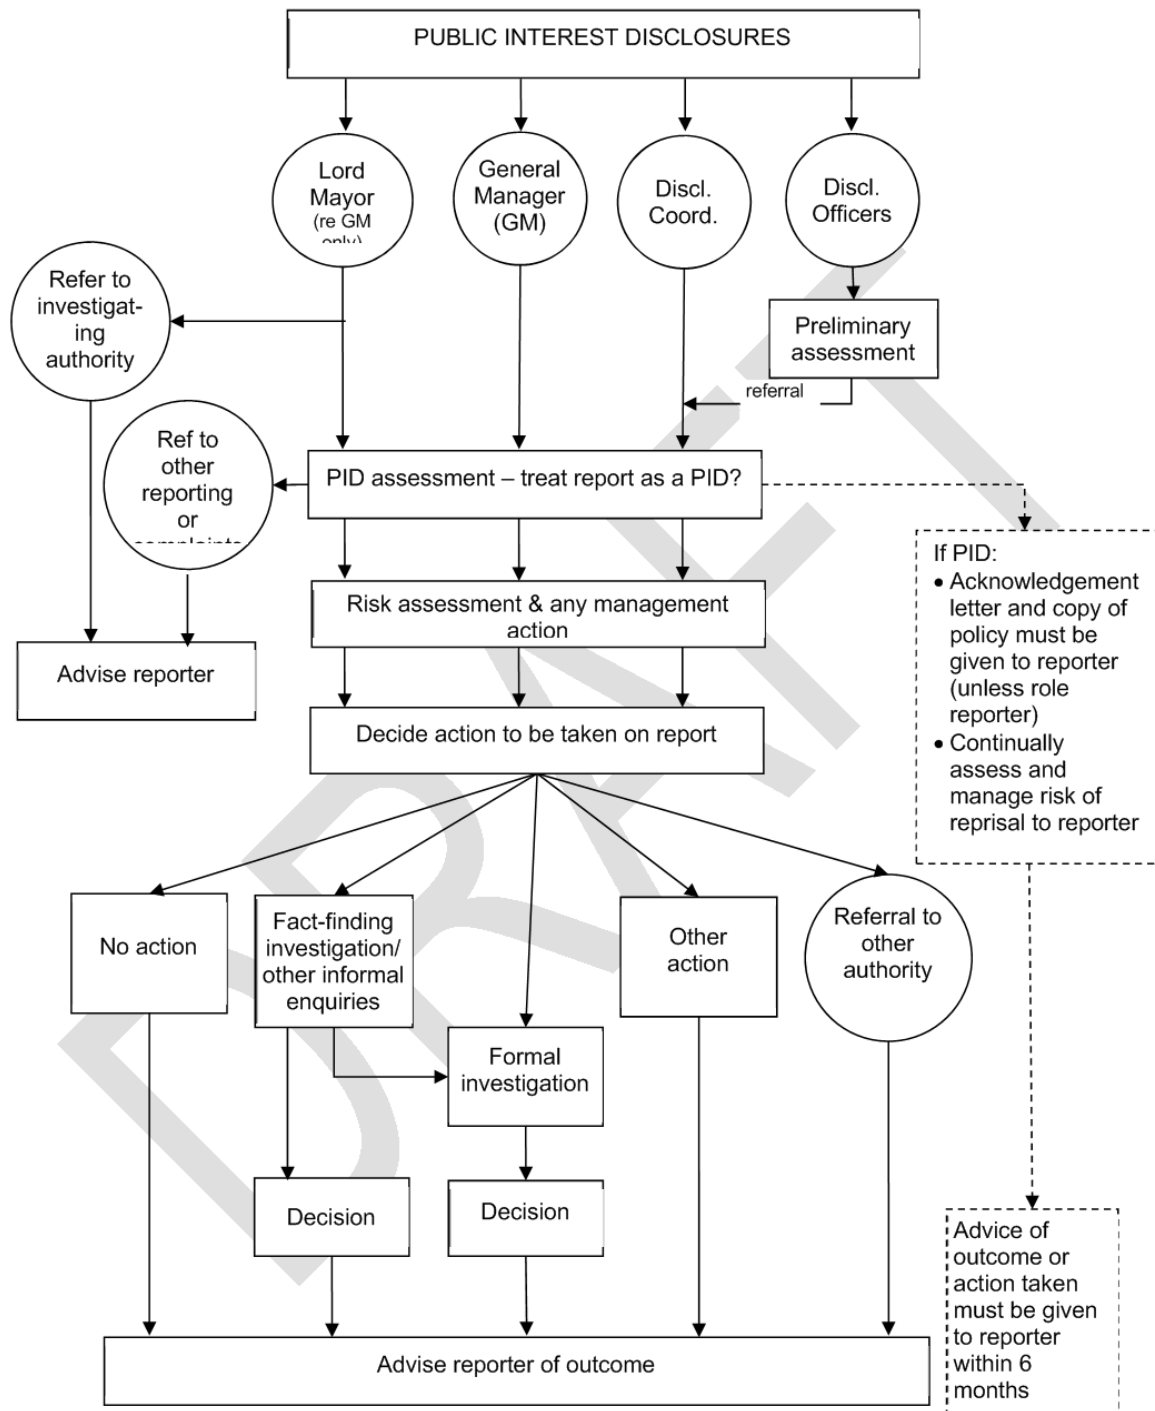 PUBLIC INTEREST DISCLOSURES
Lord
Mayor
(re GM
only)
General
Manager
(GM)
Discl.
Coord.
Discl.
Officers
Refer to
investigat-
ing
authority
Preliminary
assessment
referral
Ref to
other
reporting
or
complaints
PID assessment – treat report as a PID?
If PID:
• Acknowledgement
letter and copy of
policy must be
given to reporter
(unless role
reporter)
• Continually
assess and
manage risk of
reprisal to reporter
Risk assessment & any management
action
Advise reporter
Decide action to be taken on report
No action
Fact-finding
investigation/
other informal
enquiries
Other
action
Referral to
other
authority
Formal
investigation
Decision
Decision
Advice of
outcome or
action taken
must be given
to reporter
within 6
months
Advise reporter of outcome
DRAFT